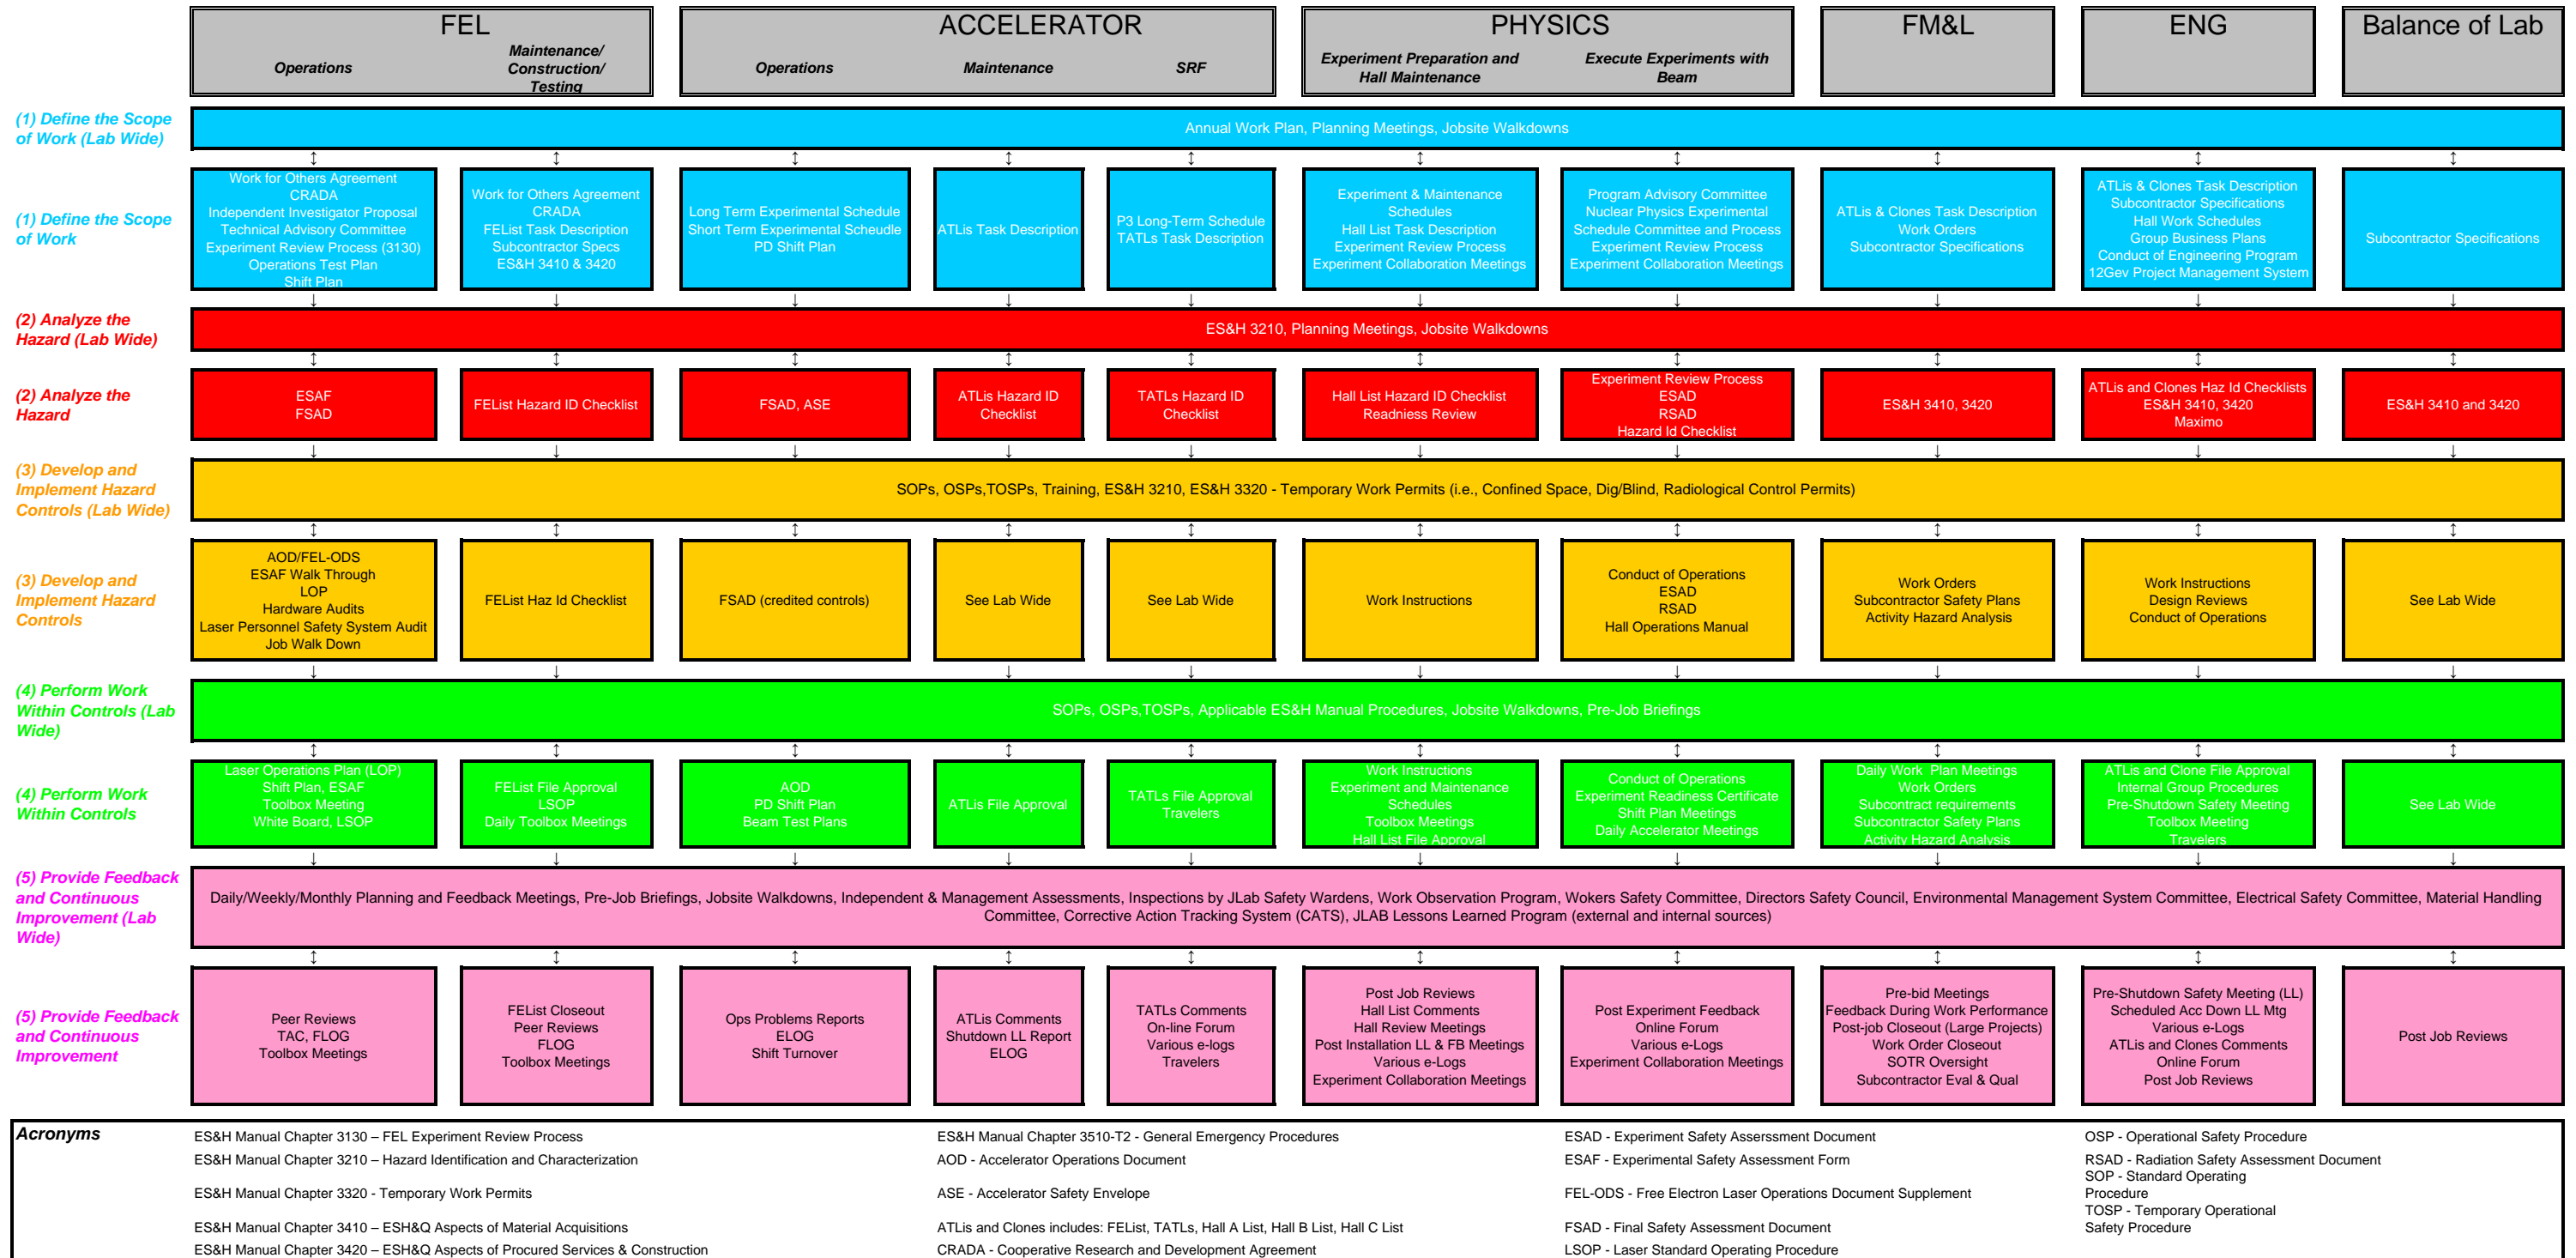 FEL
ACCELERATOR
PHYSICS
FM&L
ENG
Balance of Lab
Operations
Maintenance/
Construction/
Testing
Operations
Maintenance
SRF
Experiment Preparation and
Hall Maintenance
Execute Experiments with
Beam
(1) Define the Scope
of Work (Lab Wide)
Annual Work Plan, Planning Meetings, Jobsite Walkdowns
(1) Define the Scope
of Work
Work for Others Agreement
CRADA
Independent Investigator Proposal
Technical Advisory Committee
Experiment Review Process (3130)
Operations Test Plan
Shift Plan
Work for Others Agreement
CRADA
FEList Task Description
Subcontractor Specs
ES&H 3410 & 3420
Long Term Experimental Schedule
Short Term Experimental Scheudle
PD Shift Plan
ATLis Task Description
P3 Long-Term Schedule
TATLs Task Description
Experiment & Maintenance
Schedules
Hall List Task Description
Experiment Review Process
Experiment Collaboration Meetings
Program Advisory Committee
Nuclear Physics Experimental
Schedule Committee and Process
Experiment Review Process
Experiment Collaboration Meetings
ATLis & Clones Task Description
Work Orders
Subcontractor Specifications
ATLis & Clones Task Description
Subcontractor Specifications
Hall Work Schedules
Group Business Plans
Conduct of Engineering Program
12Gev Project Management System
Subcontractor Specifications
(2) Analyze the
Hazard (Lab Wide)
ES&H 3210, Planning Meetings, Jobsite Walkdowns
(2) Analyze the
Hazard
ESAF
FSAD
FEList Hazard ID Checklist
FSAD, ASE
ATLis Hazard ID
Checklist
TATLs Hazard ID
Checklist
Hall List Hazard ID Checklist
Readniess Review
Experiment Review Process
ESAD
RSAD
Hazard Id Checklist
ES&H 3410, 3420
ATLis and Clones Haz Id Checklists
ES&H 3410, 3420
Maximo
ES&H 3410 and 3420
(3) Develop and
Implement Hazard
Controls (Lab Wide)
SOPs, OSPs,TOSPs, Training, ES&H 3210, ES&H 3320 - Temporary Work Permits (i.e., Confined Space, Dig/Blind, Radiological Control Permits)
(3) Develop and
Implement Hazard
Controls
AOD/FEL-ODS
ESAF Walk Through
LOP
Hardware Audits
Laser Personnel Safety System Audit
Job Walk Down
FEList Haz Id Checklist
FSAD (credited controls)
See Lab Wide
See Lab Wide
Work Instructions
Conduct of Operations
ESAD
RSAD
Hall Operations Manual
Work Orders
Subcontractor Safety Plans
Activity Hazard Analysis
Work Instructions
Design Reviews
Conduct of Operations
See Lab Wide
(4) Perform Work
Within Controls (Lab
Wide)
SOPs, OSPs,TOSPs, Applicable ES&H Manual Procedures, Jobsite Walkdowns, Pre-Job Briefings
(4) Perform Work
Within Controls
Laser Operations Plan (LOP)
Shift Plan, ESAF
Toolbox Meeting
White Board, LSOP
FEList File Approval
LSOP
Daily Toolbox Meetings
AOD
PD Shift Plan
Beam Test Plans
ATLis File Approval
TATLs File Approval
Travelers
Work Instructions
Experiment and Maintenance
Schedules
Toolbox Meetings
Hall List File Approval
Conduct of Operations
Experiment Readiness Certificate
Shift Plan Meetings
Daily Accelerator Meetings
Daily Work Plan Meetings
Work Orders
Subcontract requirements
Subcontractor Safety Plans
Activity Hazard Analysis
ATLis and Clone File Approval
Internal Group Procedures
Pre-Shutdown Safety Meeting
Toolbox Meeting
Travelers
See Lab Wide
(5) Provide Feedback
and Continuous
Improvement (Lab
Wide)
Daily/Weekly/Monthly Planning and Feedback Meetings, Pre-Job Briefings, Jobsite Walkdowns, Independent & Management Assessments, Inspections by JLab Safety Wardens, Work Observation Program, Wokers Safety Committee, Directors Safety Council, Environmental Management System Committee, Electrical Safety Committee, Material Handling
Committee, Corrective Action Tracking System (CATS), JLAB Lessons Learned Program (external and internal sources)
(5) Provide Feedback
and Continuous
Improvement
Peer Reviews
TAC, FLOG
Toolbox Meetings
FEList Closeout
Peer Reviews
FLOG
Toolbox Meetings
Ops Problems Reports
ELOG
Shift Turnover
ATLis Comments
Shutdown LL Report
ELOG
TATLs Comments
On-line Forum
Various e-logs
Travelers
Post Job Reviews
Hall List Comments
Hall Review Meetings
Post Installation LL & FB Meetings
Various e-Logs
Experiment Collaboration Meetings
Post Experiment Feedback
Online Forum
Various e-Logs
Experiment Collaboration Meetings
Pre-bid Meetings
Feedback During Work Performance
Post-job Closeout (Large Projects)
Work Order Closeout
SOTR Oversight
Subcontractor Eval & Qual
Pre-Shutdown Safety Meeting (LL)
Scheduled Acc Down LL Mtg
Various e-Logs
ATLis and Clones Comments
Online Forum
Post Job Reviews
Post Job Reviews
Acronyms
ES&H Manual Chapter 3130 – FEL Experiment Review Process
ES&H Manual Chapter 3210 – Hazard Identification and Characterization
ES&H Manual Chapter 3320 - Temporary Work Permits
ES&H Manual Chapter 3410 – ESH&Q Aspects of Material Acquisitions
ES&H Manual Chapter 3420 – ESH&Q Aspects of Procured Services & Construction
ES&H Manual Chapter 3510-T2 - General Emergency Procedures
AOD - Accelerator Operations Document
ASE - Accelerator Safety Envelope
ATLis and Clones includes: FEList, TATLs, Hall A List, Hall B List, Hall C List
CRADA - Cooperative Research and Development Agreement
ESAD - Experiment Safety Asserssment Document
ESAF - Experimental Safety Assessment Form
FEL-ODS - Free Electron Laser Operations Document Supplement
FSAD - Final Safety Assessment Document
LSOP - Laser Standard Operating Procedure
OSP - Operational Safety Procedure
RSAD - Radiation Safety Assessment Document
SOP - Standard Operating
Procedure
TOSP - Temporary Operational
Safety Procedure